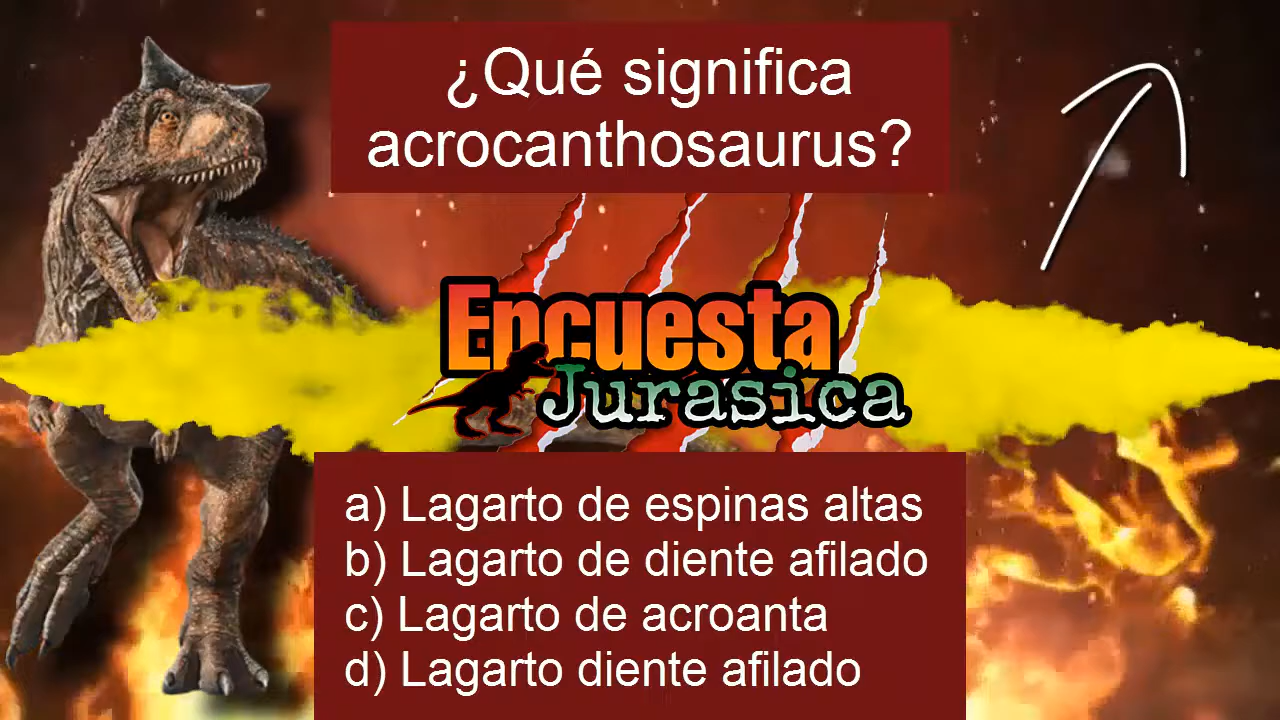 ¿Qué significa
acrocanthosaurus?
Encuesta
Jurasica
a) Lagarto de espinas altas
b) Lagarto de diente afilado
c) Lagarto de acroanta
d) Lagarto diente afilado